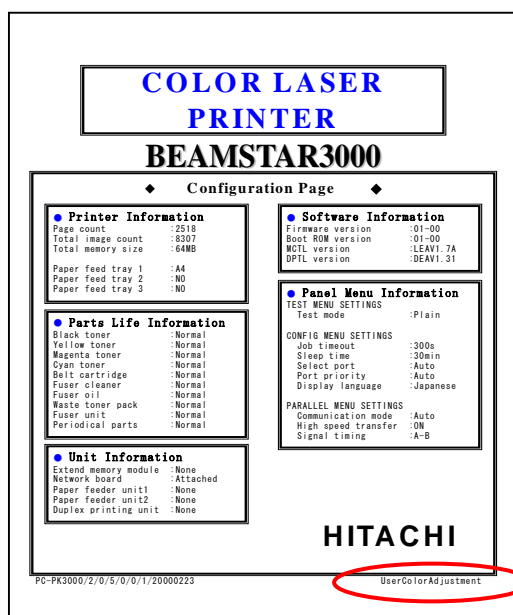 COLOR LASER
PRINTER
BEAMSTAR3000
◆ Configuration Page ◆
● Printer Information
Page count :2518
Total image count :8307
Total memory size :64MB
Paper feed tray 1 :A4
Paper feed tray 2 :NO
Paper feed tray 3 :NO
● Parts Life Information
Black toner :Normal
Yellow toner :Normal
Magenta toner :Normal
Cyan toner :Normal
Belt cartridge :Normal
Fuser cleaner :Normal
Fuser oil :Normal
Waste toner pack :Normal
Fuser unit :Normal
Periodical parts :Normal
● Unit Information
Extend memory module :None
Network board :Attached
Paper feeder unit1 :None
Paper feeder unit2 :None
Duplex printing unit :None
● Software Information
Firmware version :01-00
Boot ROM version :01-00
MCTL version :LEAV1.7A
DPTL version :DEAV1.31
● Panel Menu Information
TEST MENU SETTINGS
Test mode :Plain
CONFIG MENU SETTINGS
Job timeout :300s
Sleep time :30min
Select port :Auto
Port priority :Auto
Display language :Japanese
PARALLEL MENU SETTINGS
Communication mode :Auto
High speed transfer :ON
Signal timing :A-B
HITACHI
PC-PK3000/2/0/5/0/0/1/20000223
UserColorAdjustment